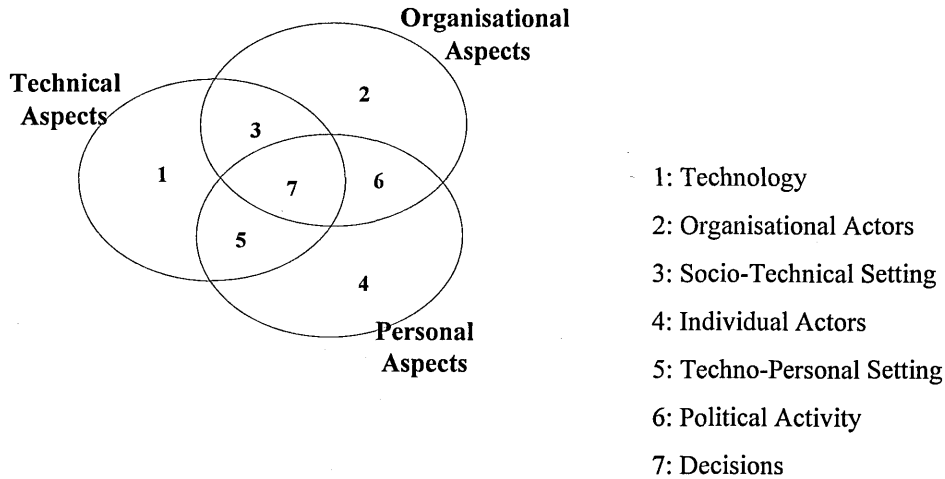 Organisational
Aspects
Technical
Aspects
2
3
1
7
6
5
4
Personal
Aspects
1: Technology
2: Organisational Actors
3: Socio-Technical Setting
4: Individual Actors
5: Techno-Personal Setting
6: Political Activity
7: Decisions